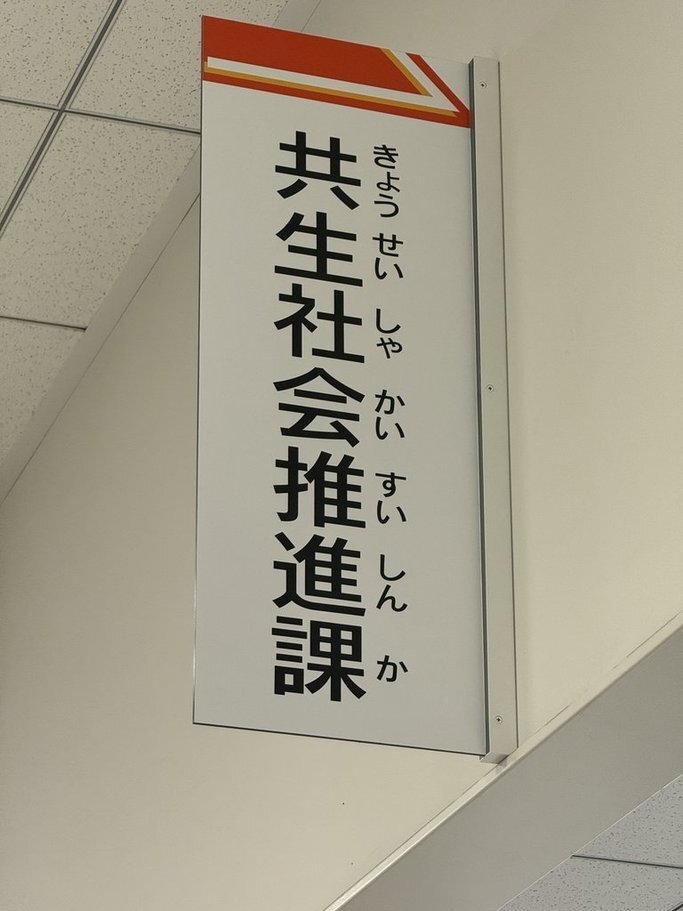 共生社会推進課
きょう せい しゃ かい すい しん か